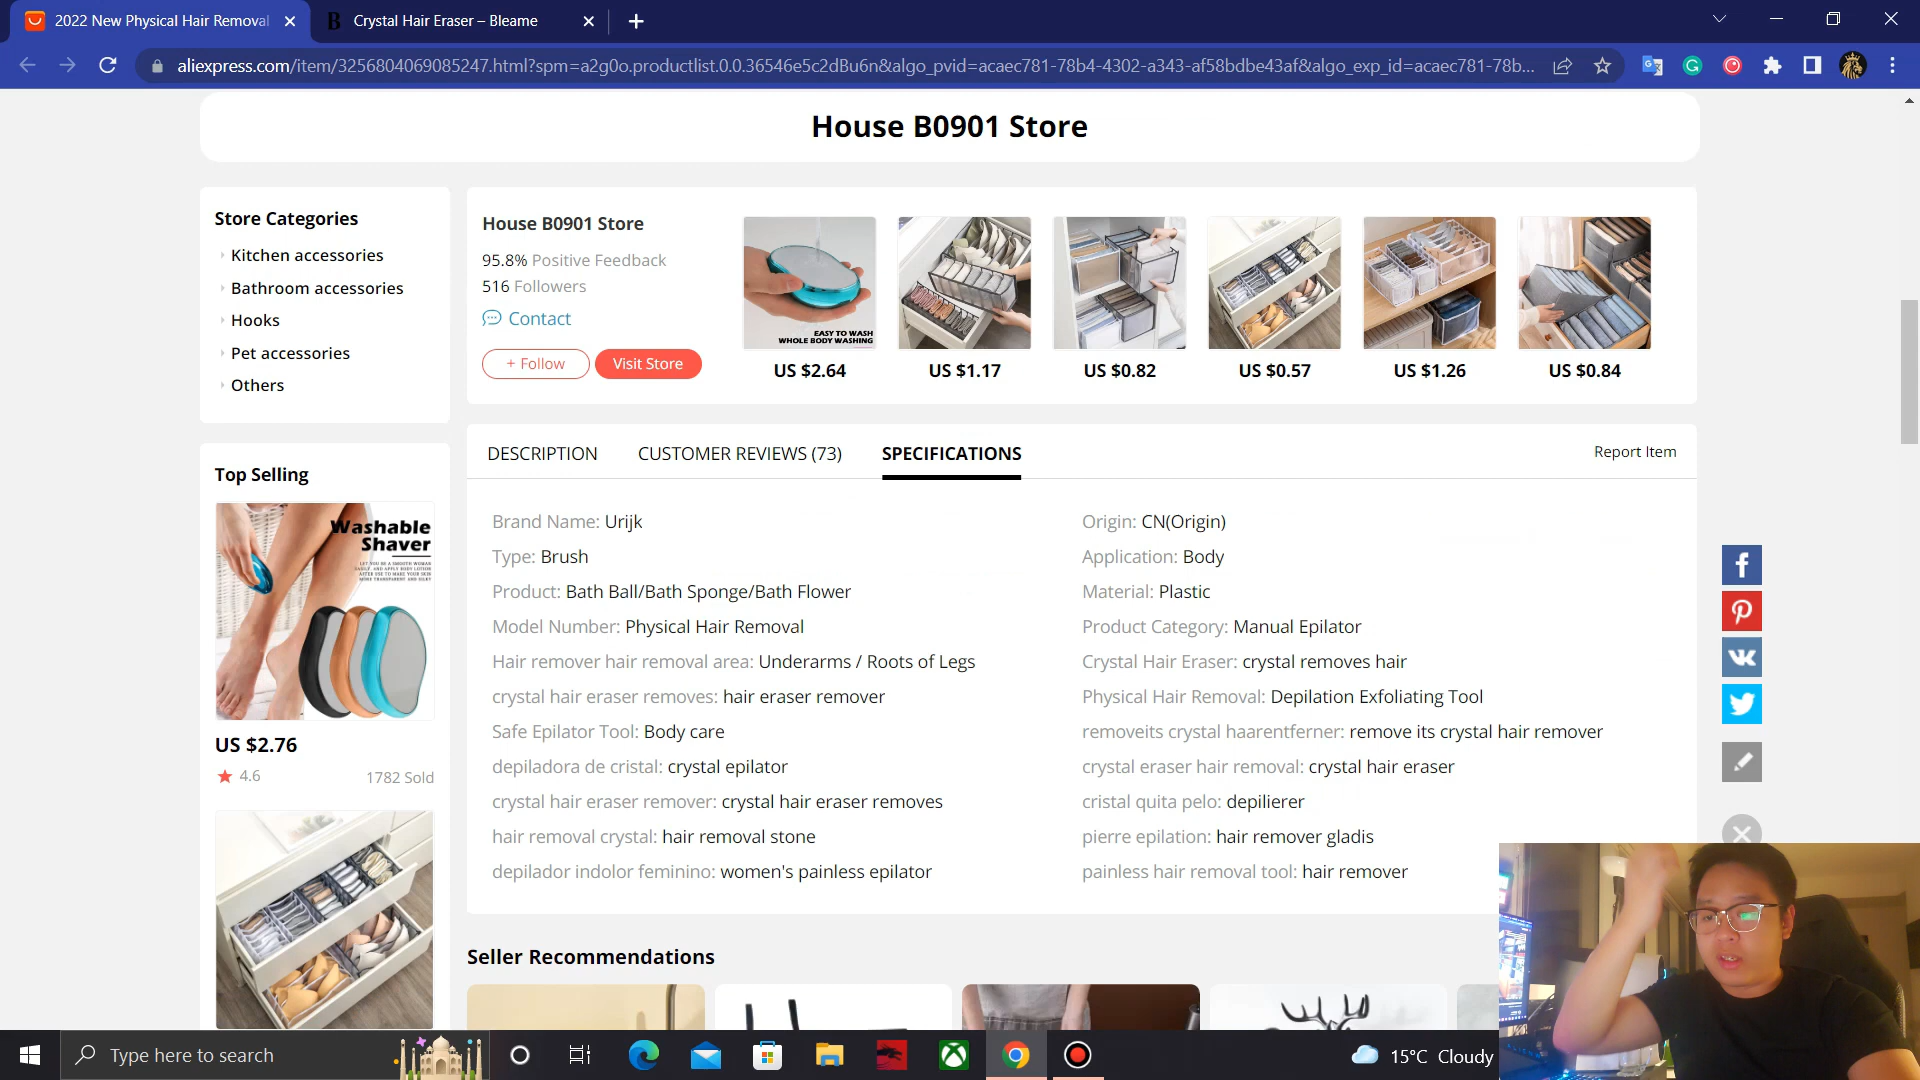 2022 New Physical Hair Removal
Crystal Hair Eraser – Bleame
aliexpress.com/item/3256804069085247.html?spm=a2g0o.productlist.0.0.36546e5c2dBu6n&algo_pvid=acaec781-78b4-4302-a343-af58bdbe43af&algo_exp_id=acaec781-78b...
House B0901 Store
Store Categories
Kitchen accessories
Bathroom accessories
Hooks
Pet accessories
Others
House B0901 Store
95.8% Positive Feedback
516 Followers
Contact
+ Follow
Visit Store
EASY TO WASH
WHOLE BODY WASHING
US $2.64
US $1.17
US $0.82
US $0.57
US $1.26
US $0.84
Top Selling
Washable
Shaver
US $2.76
4.6
1782 Sold
DESCRIPTION
CUSTOMER REVIEWS (73)
SPECIFICATIONS
Report Item
Brand Name: Urijk
Origin: CN(Origin)
Type: Brush
Application: Body
Product: Bath Ball/Bath Sponge/Bath Flower
Material: Plastic
Model Number: Physical Hair Removal
Product Category: Manual Epilator
Hair remover hair removal area: Underarms / Roots of Legs
Crystal Hair Eraser: crystal removes hair
crystal hair eraser removes: hair eraser remover
Physical Hair Removal: Depilation Exfoliating Tool
Safe Epilator Tool: Body care
removeits crystal haarentferner: remove its crystal hair remover
depiladora de cristal: crystal epilator
crystal eraser hair removal: crystal hair eraser
crystal hair eraser remover: crystal hair eraser removes
cristal quita pelo: depilierer
hair removal crystal: hair removal stone
pierre epilation: hair remover gladis
depilador indolor feminino: women's painless epilator
painless hair removal tool: hair remover
Seller Recommendations
Type here to search
15°C Cloudy